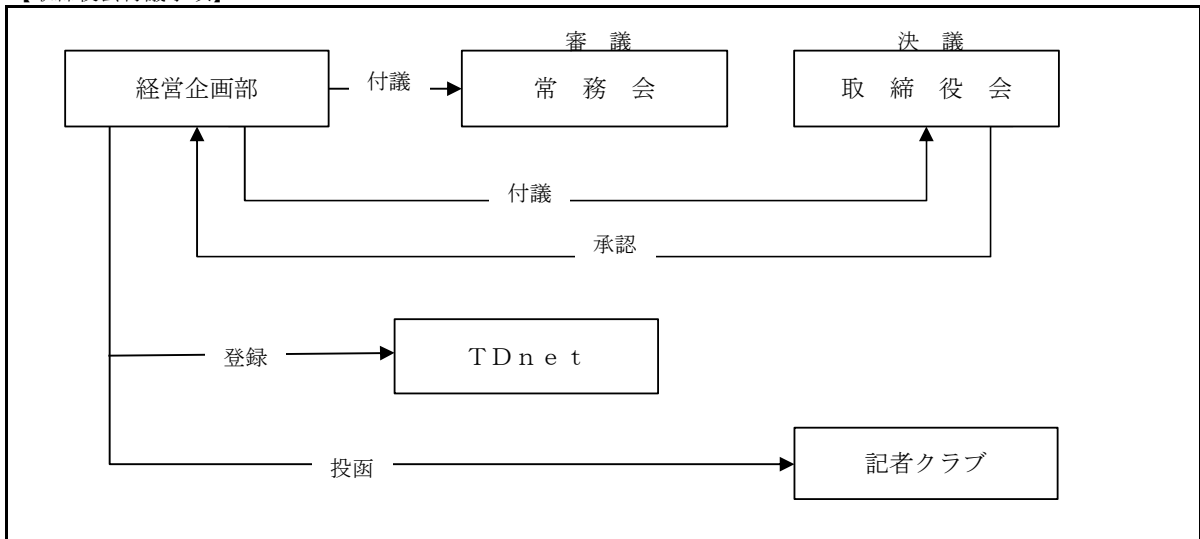 審 議
決 議
経営企画部
付議
常 務 会
取 締 役 会
付議
承認
登録
ＴＤｎｅｔ
投函
記者クラブ